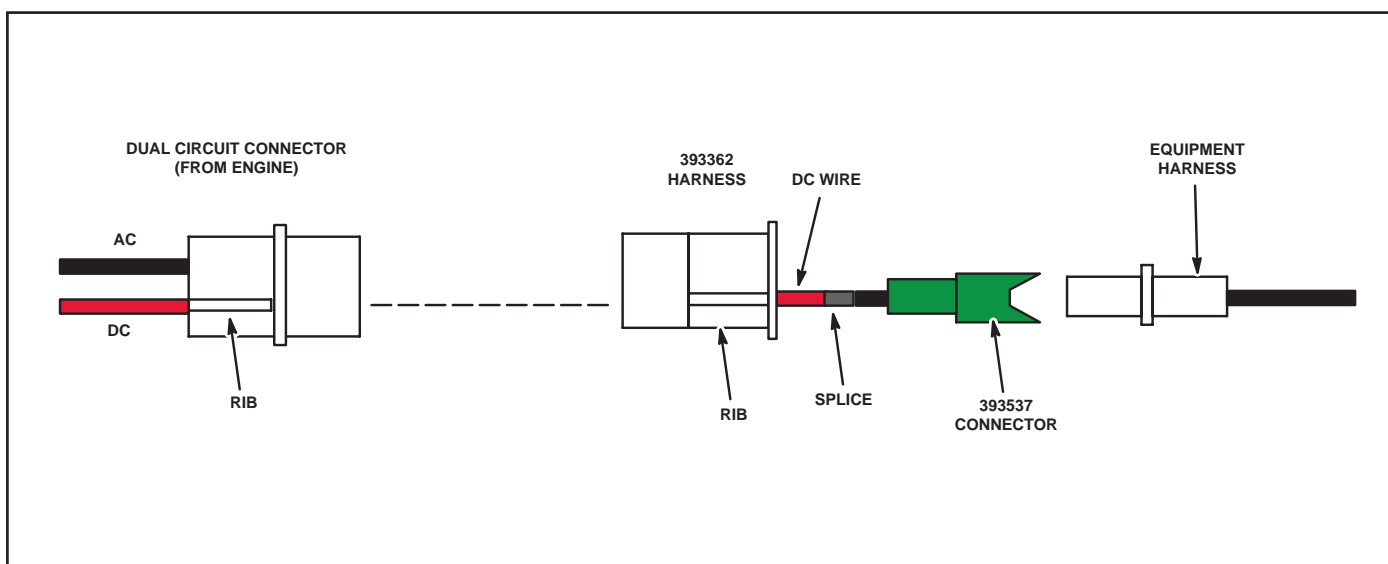 DUAL CIRCUIT CONNECTOR
(FROM ENGINE)
AC
DC
RIB
393362
HARNESS
DC WIRE
RIB
SPLICE
393537
CONNECTOR
EQUIPMENT
HARNESS